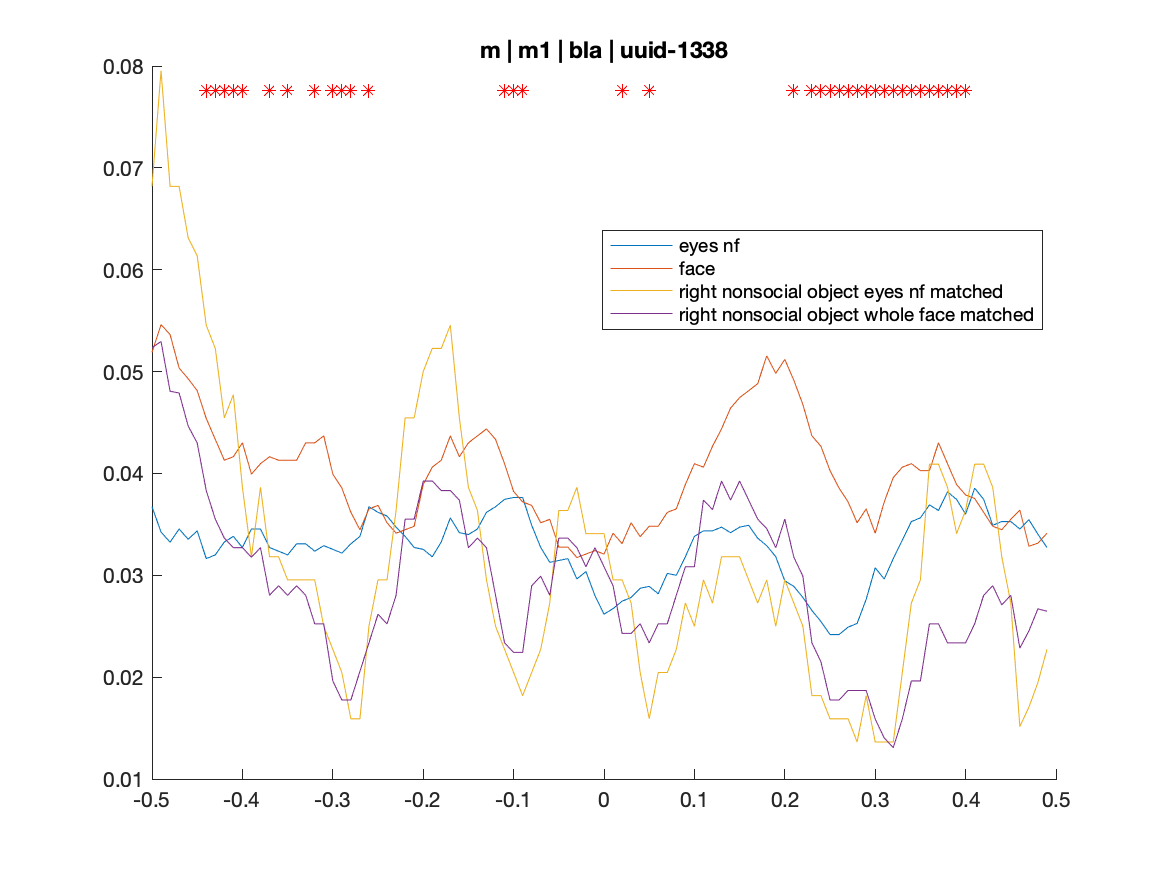 m | m1 | bla | uuid-1338
0.08
0.07
0.06
0.05
0.04
0.03
0.02
0.01
eyes nf
face
right nonsocial object eyes nf matched
right nonsocial object whole face matched
-0.5 -0.4 -0.3 -0.2 -0.1 0 0.1 0.2 0.3 0.4 0.5